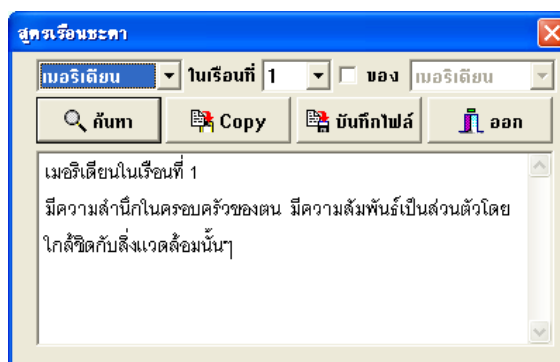 สูตรเรือนชะตา
เมอริเดียน ในเรือนที่ 1 ของ เมอริเดียน
ค้นหา Copy บันทึกไฟล์ ออก
เมอริเดียนในเรือนที่ 1
มีความสำนึกในครอบครัวของตน มีความสัมพันธ์เป็นส่วนตัวโดย
ใกล้ชิดกับสิ่งแวดล้อมนั้นๆ